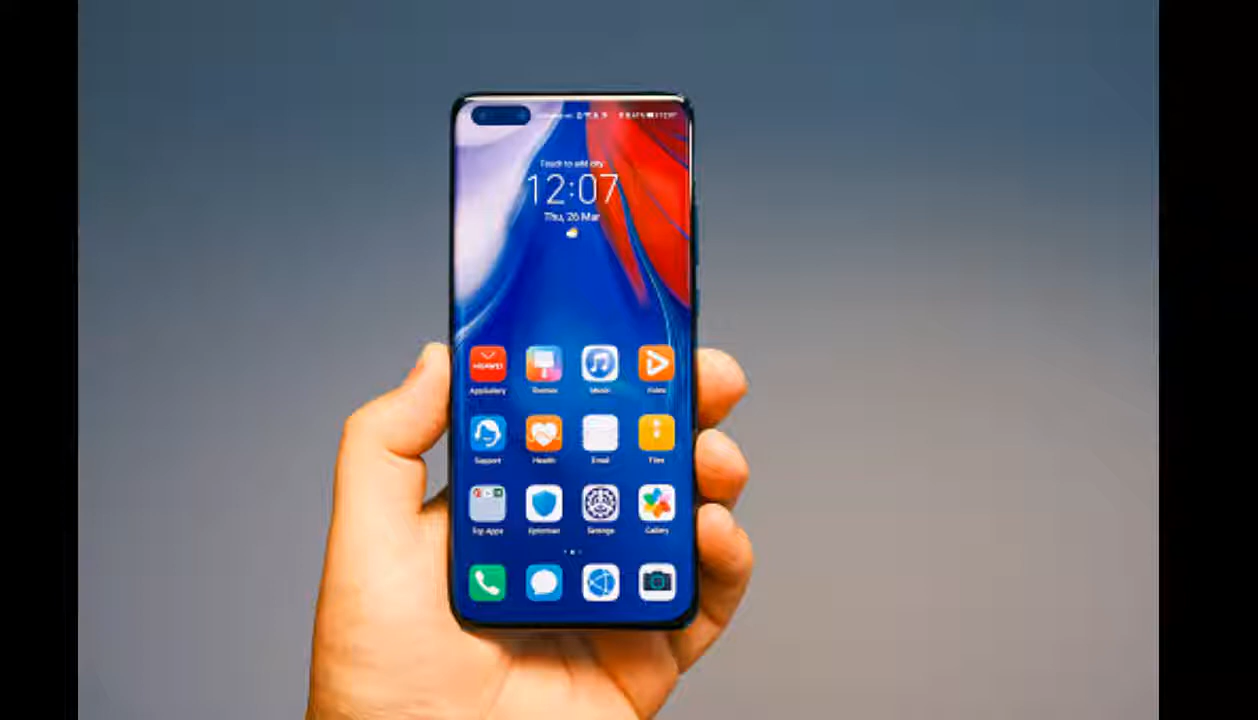 Touch to add city
12:07
Thu, 26 Mar
HUAWEI
AppGallery Themes Music Video
Support Health Email Files
Top Apps Optimizer Settings Gallery